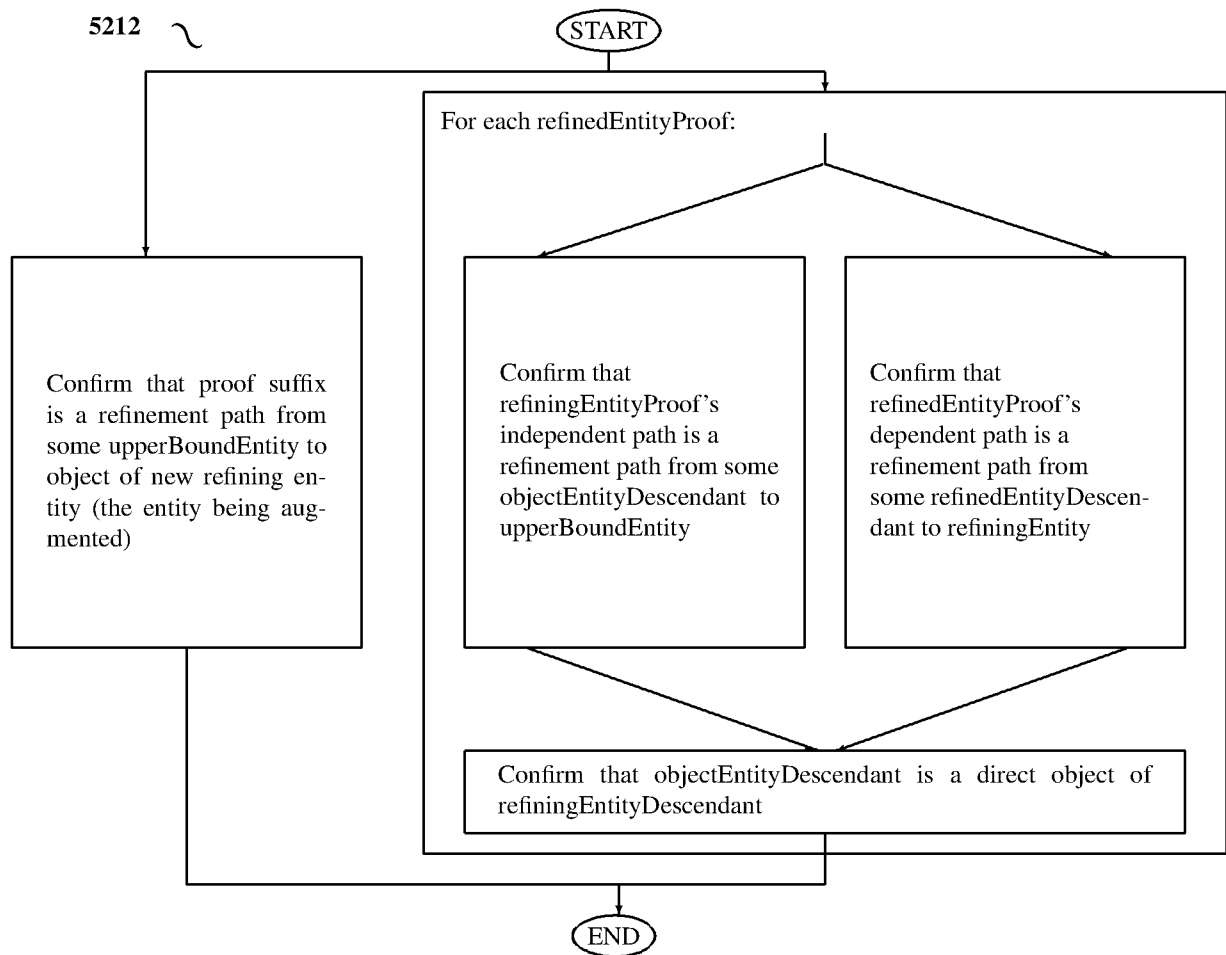 5212
START
For each refinedEntityProof:
Confirm that proof suffix
is a refinement path from
some upperBoundEntity to
object of new refining en-
tity (the entity being aug-
mented)
Confirm that
refiningEntityProof's
independent path is a
refinement path from some
objectEntityDescendant to
upperBoundEntity
Confirm that
refinedEntityProof's
dependent path is a
refinement path from
some refinedEntityDescen-
dant to refiningEntity
Confirm that objectEntityDescendant is a direct object of
refiningEntityDescendant
END